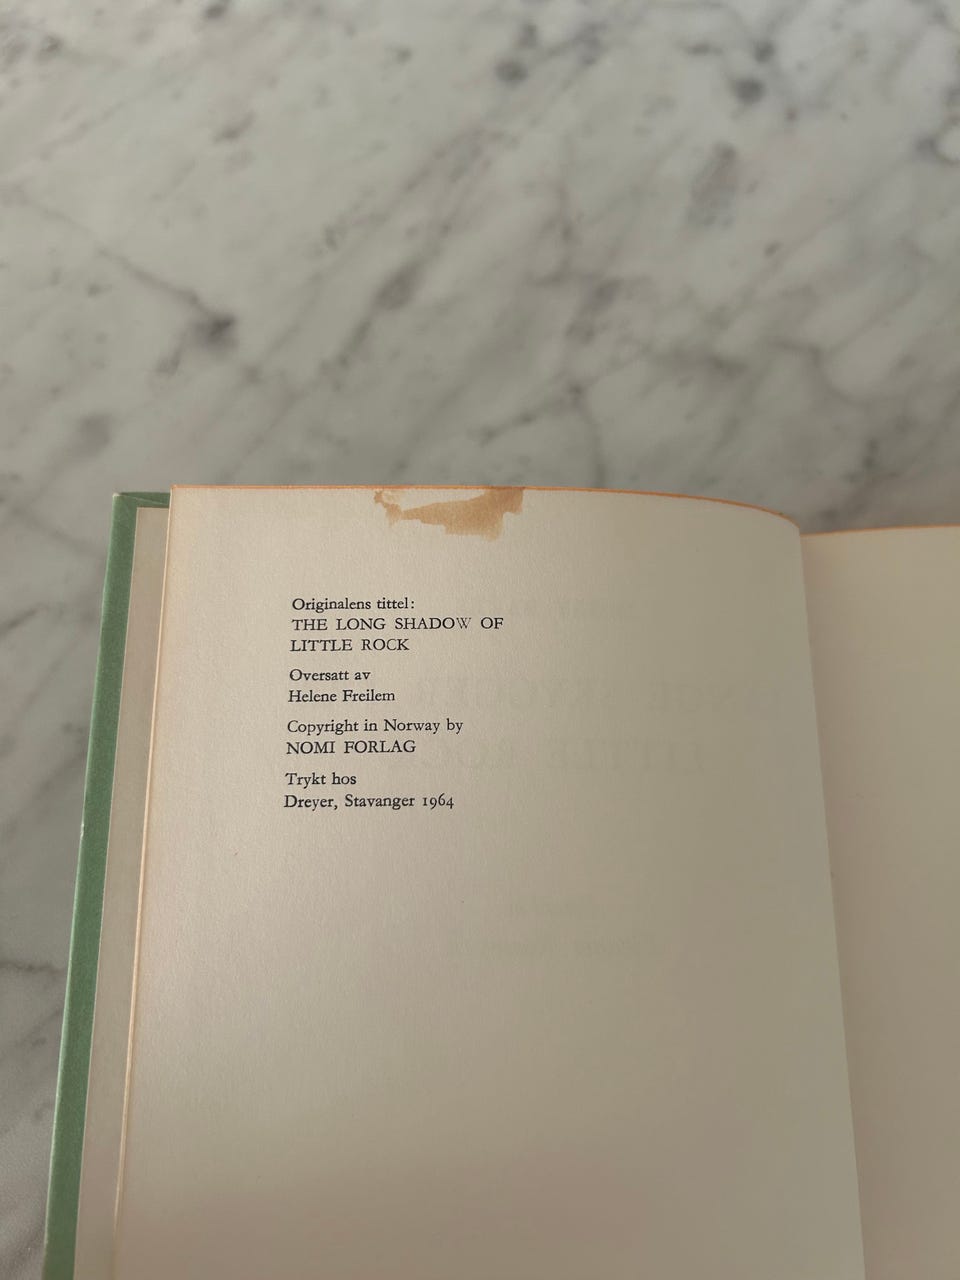 Originalens tittel:
THE LONG SHADOW OF
LITTLE ROCK
Oversatt av
Helene Freilem
Copyright in Norway by
NOMI FORLAG
Trykt hos
Dreyer, Stavanger 1964